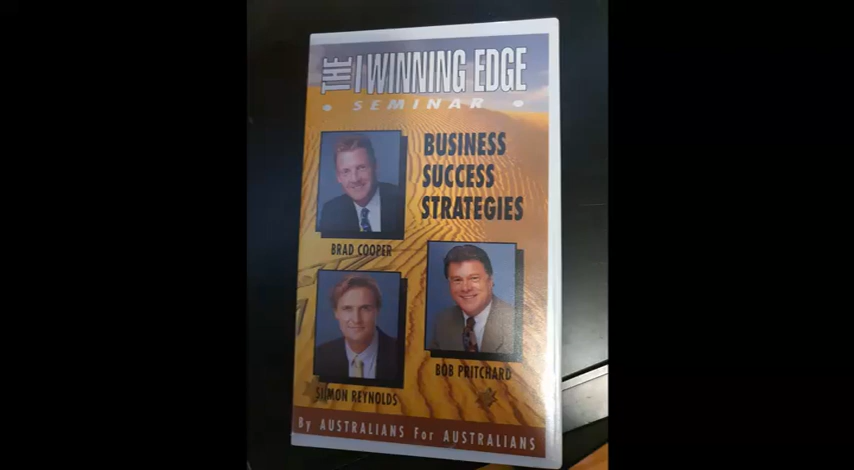 THE WINNING EDGE
SEMINAR
BUSINESS
SUCCESS
STRATEGIES
BRAD COOPER
BOB PRITCHARD
SIMON REYNOLDS
By AUSTRALIANS For AUSTRALIANS